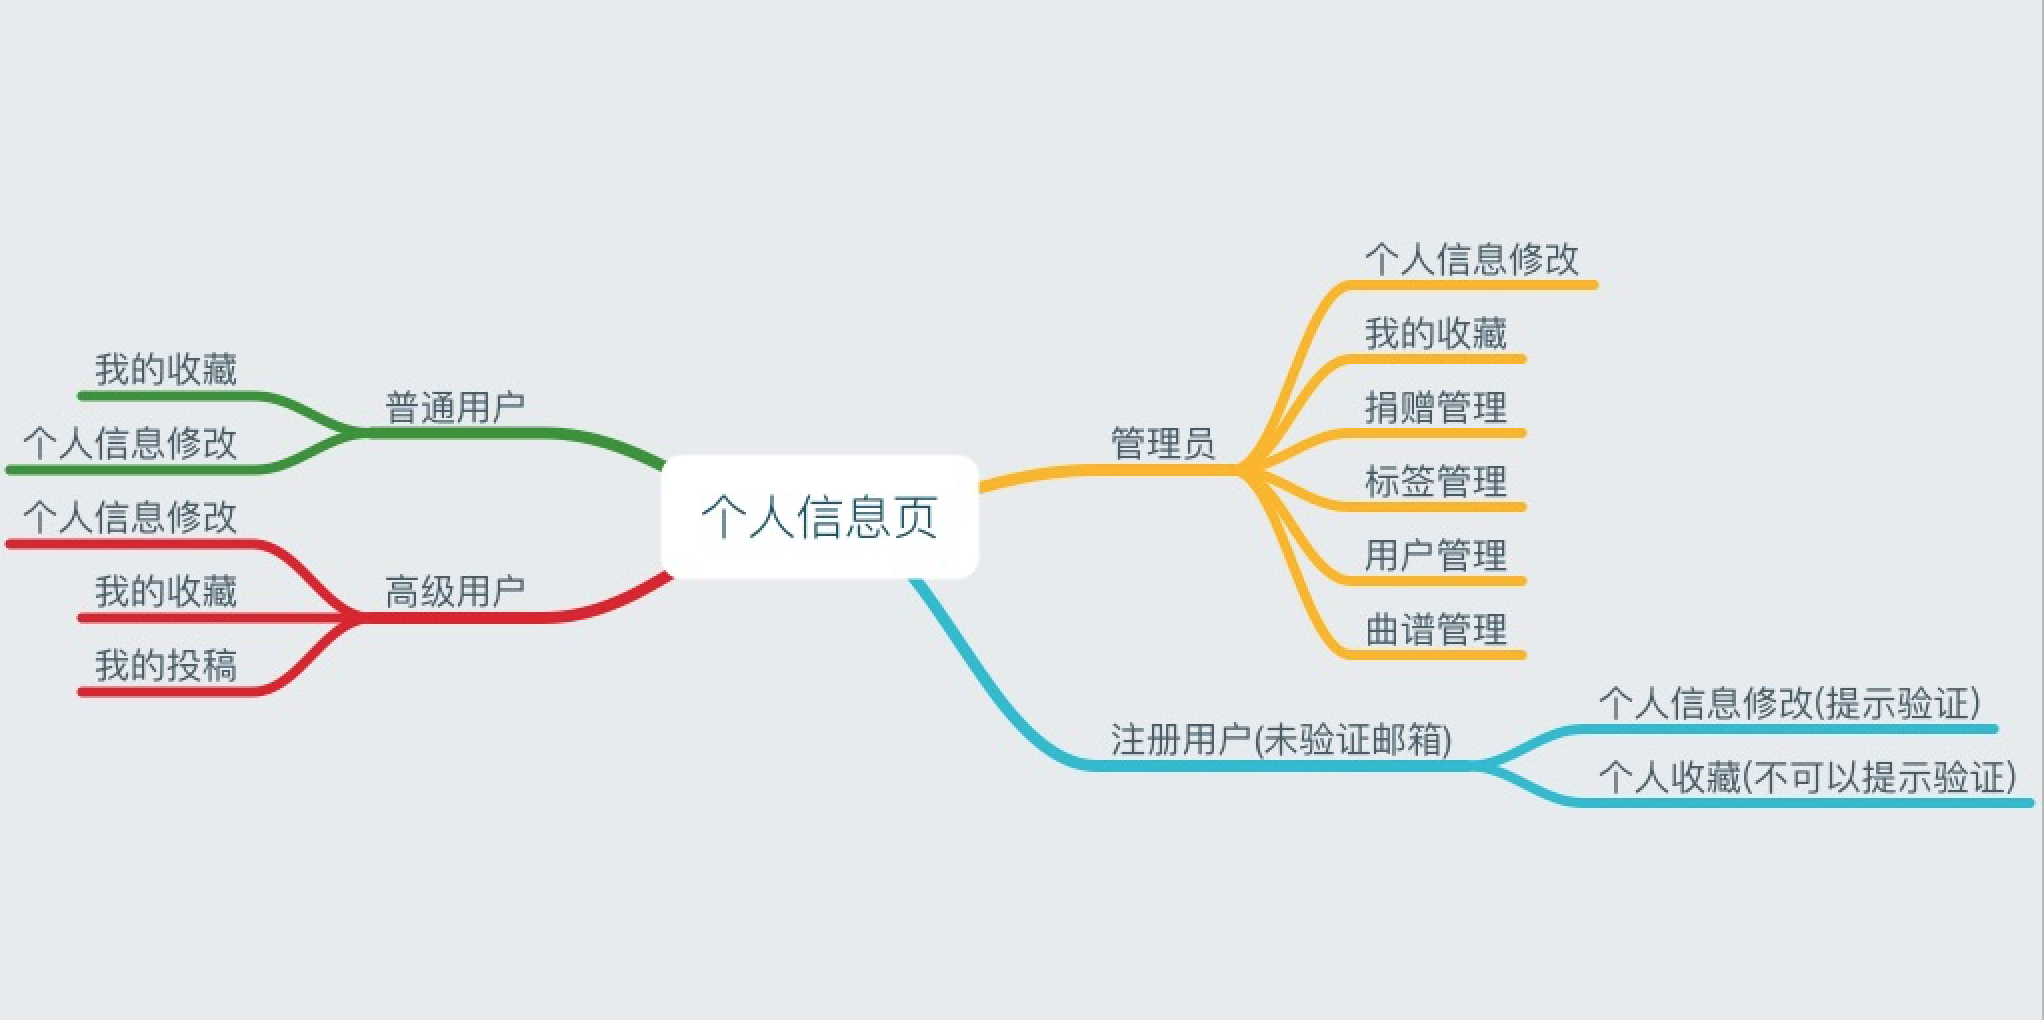 个人信息页
普通用户
我的收藏
个人信息修改
高级用户
个人信息修改
我的收藏
我的投稿
管理员
个人信息修改
我的收藏
捐赠管理
标签管理
用户管理
曲谱管理
注册用户(未验证邮箱)
个人信息修改(提示验证)
个人收藏(不可以提示验证)